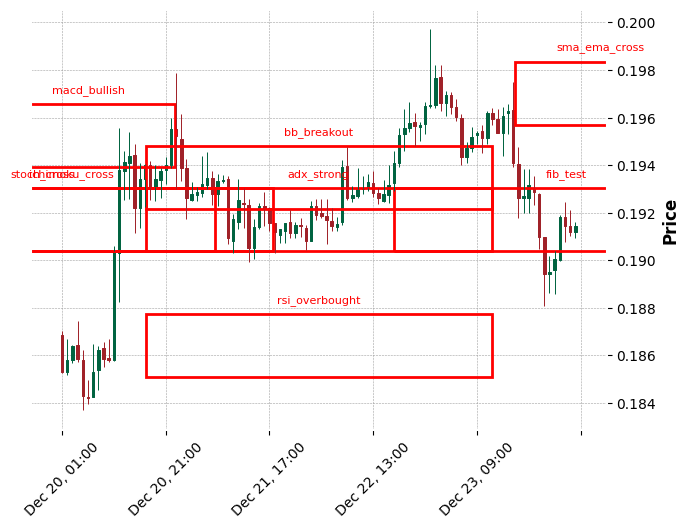 sma_ema_cross
macd_bullish
bb_breakout
adx_strong
fib_test
rsi_overbought
0.200
0.198
0.196
0.194
0.192
0.190
0.188
0.186
0.184
Price
Dec 20, 01:00
Dec 20, 21:00
Dec 21, 17:00
Dec 22, 13:00
Dec 23, 09:00